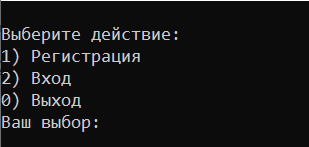 Выберите действие:
1) Регистрация
2) Вход
0) Выход
Ваш выбор: